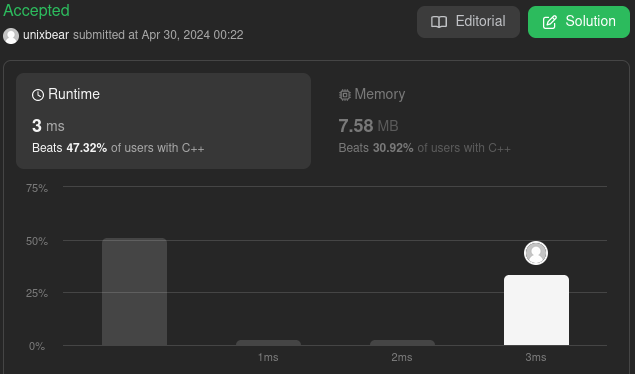 Accepted
Editorial
Solution
unixbear submitted at Apr 30, 2024 00:22
Runtime
Memory
3 ms
7.58 MB
Beats 47.32% of users with C++
Beats 30.92% of users with C++
75%
50%
25%
0%
1ms
2ms
3ms